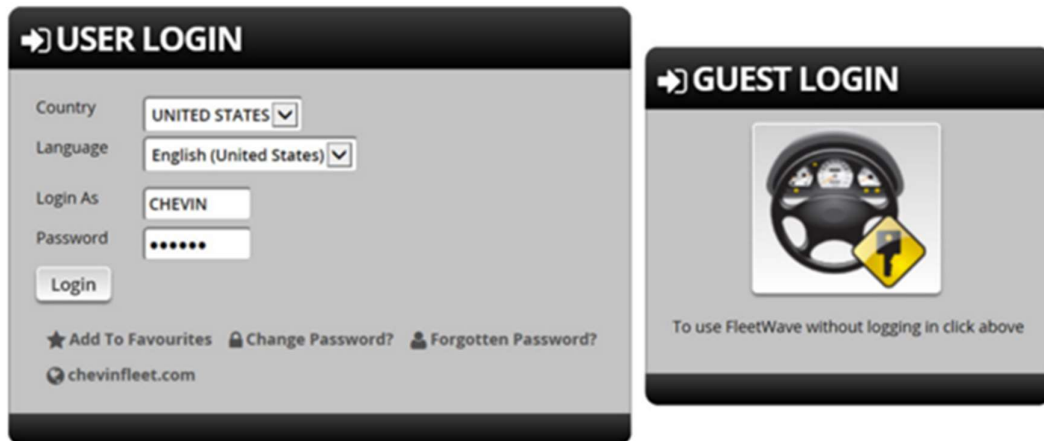 USER LOGIN
Country UNITED STATES
Language English (United States)
Login As CHEVIN
Password ••••••
Login
Add To Favourites Change Password? Forgotten Password?
chevinfleet.com
GUEST LOGIN
To use FleetWave without logging in click above